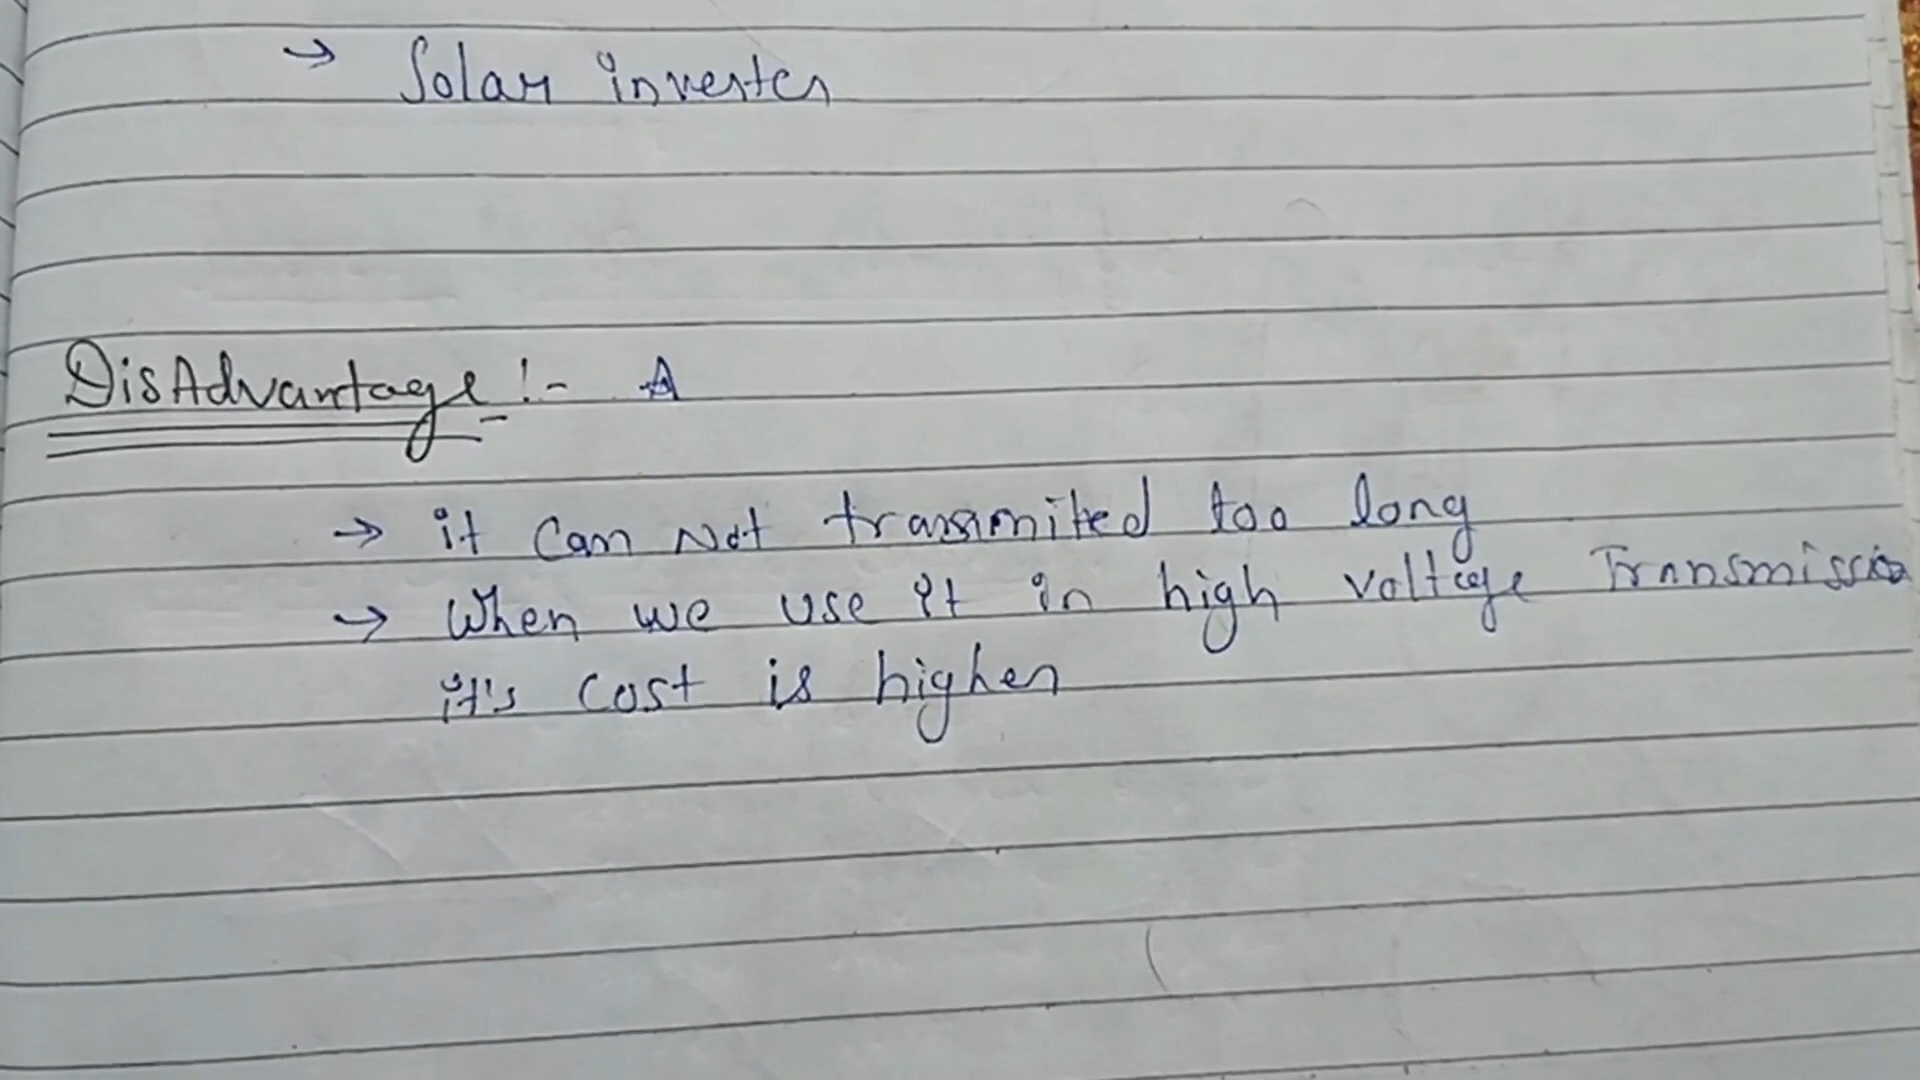 → Solar inverter
DisAdvantage :- A
→ it can Not transmited too long
→ When we use it in high voltage Transmission
it's cost is higher